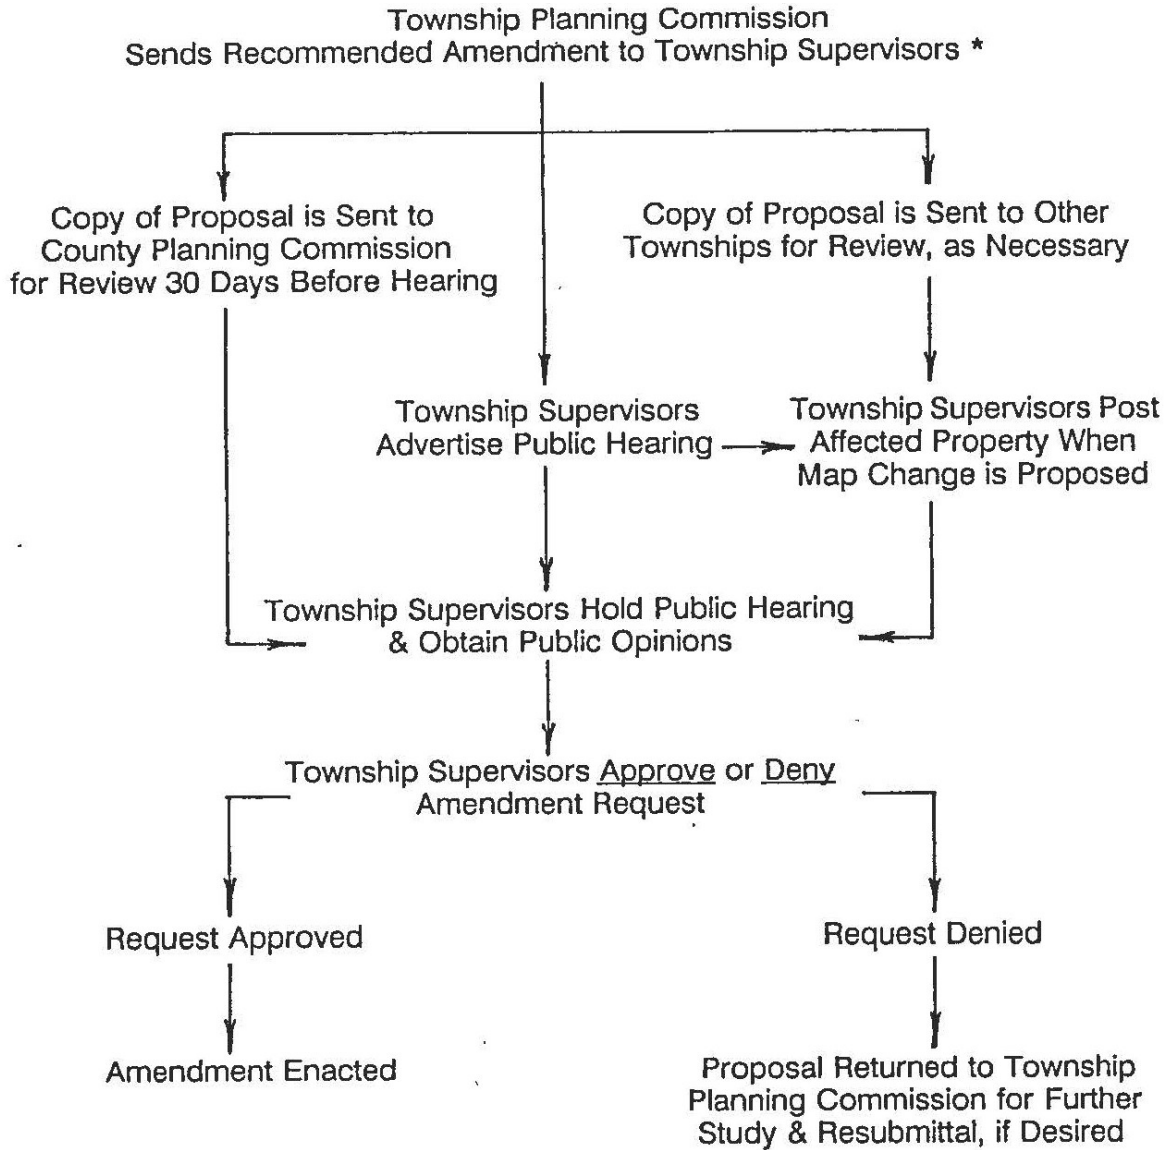 Township Planning Commission
Sends Recommended Amendment to Township Supervisors *
Copy of Proposal is Sent to
County Planning Commission
for Review 30 Days Before Hearing
Copy of Proposal is Sent to Other
Townships for Review, as Necessary
Township Supervisors
Advertise Public Hearing
Township Supervisors Post
Affected Property When
Map Change is Proposed
Township Supervisors Hold Public Hearing
& Obtain Public Opinions
Township Supervisors Approve or Deny
Amendment Request
Request Approved
Request Denied
Amendment Enacted
Proposal Returned to Township
Planning Commission for Further
Study & Resubmittal, if Desired